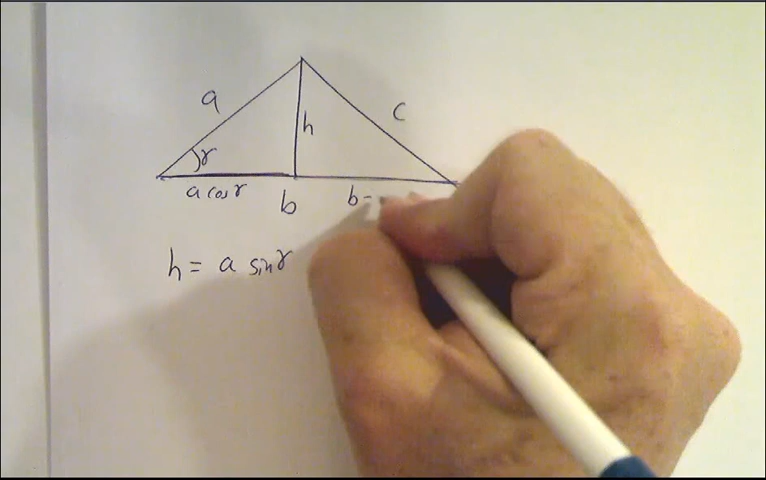 a
c
h
γ
a cos γ
b
b-
h = a sin γ